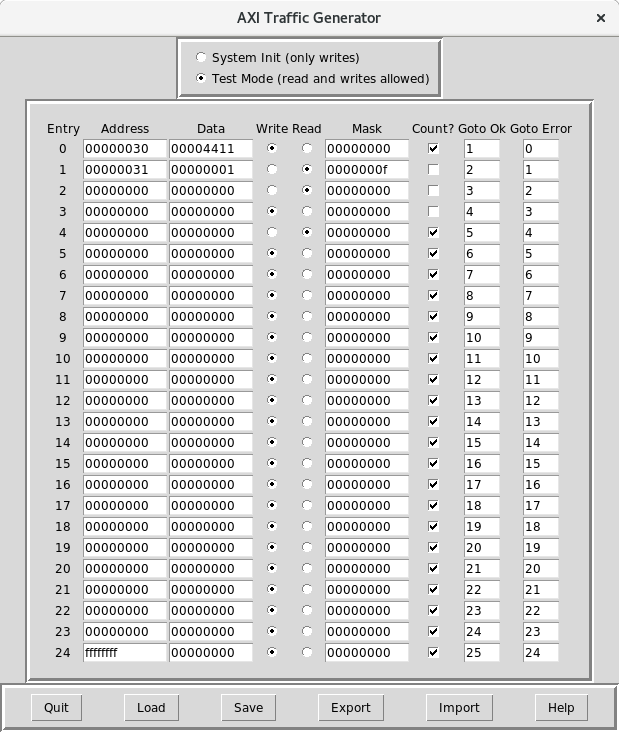 AXI Traffic Generator
System Init (only writes)
Test Mode (read and writes allowed)
Entry Address Data Write Read Mask Count? Goto Ok Goto Error
0 00000030 00004411 00000000 1 0
1 00000031 00000001 0000000f 2 1
2 00000000 00000000 00000000 3 2
3 00000000 00000000 00000000 4 3
4 00000000 00000000 00000000 5 4
5 00000000 00000000 00000000 6 5
6 00000000 00000000 00000000 7 6
7 00000000 00000000 00000000 8 7
8 00000000 00000000 00000000 9 8
9 00000000 00000000 00000000 10 9
10 00000000 00000000 00000000 11 10
11 00000000 00000000 00000000 12 11
12 00000000 00000000 00000000 13 12
13 00000000 00000000 00000000 14 13
14 00000000 00000000 00000000 15 14
15 00000000 00000000 00000000 16 15
16 00000000 00000000 00000000 17 16
17 00000000 00000000 00000000 18 17
18 00000000 00000000 00000000 19 18
19 00000000 00000000 00000000 20 19
20 00000000 00000000 00000000 21 20
21 00000000 00000000 00000000 22 21
22 00000000 00000000 00000000 23 22
23 00000000 00000000 00000000 24 23
24 ffffffff 00000000 00000000 25 24
Quit Load Save Export Import Help